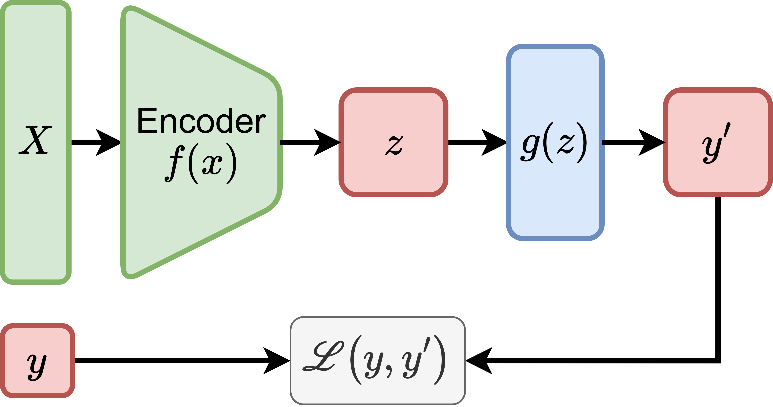 X
Encoder
f(x)
z
g(z)
y′
y
ℒ(y, y′)